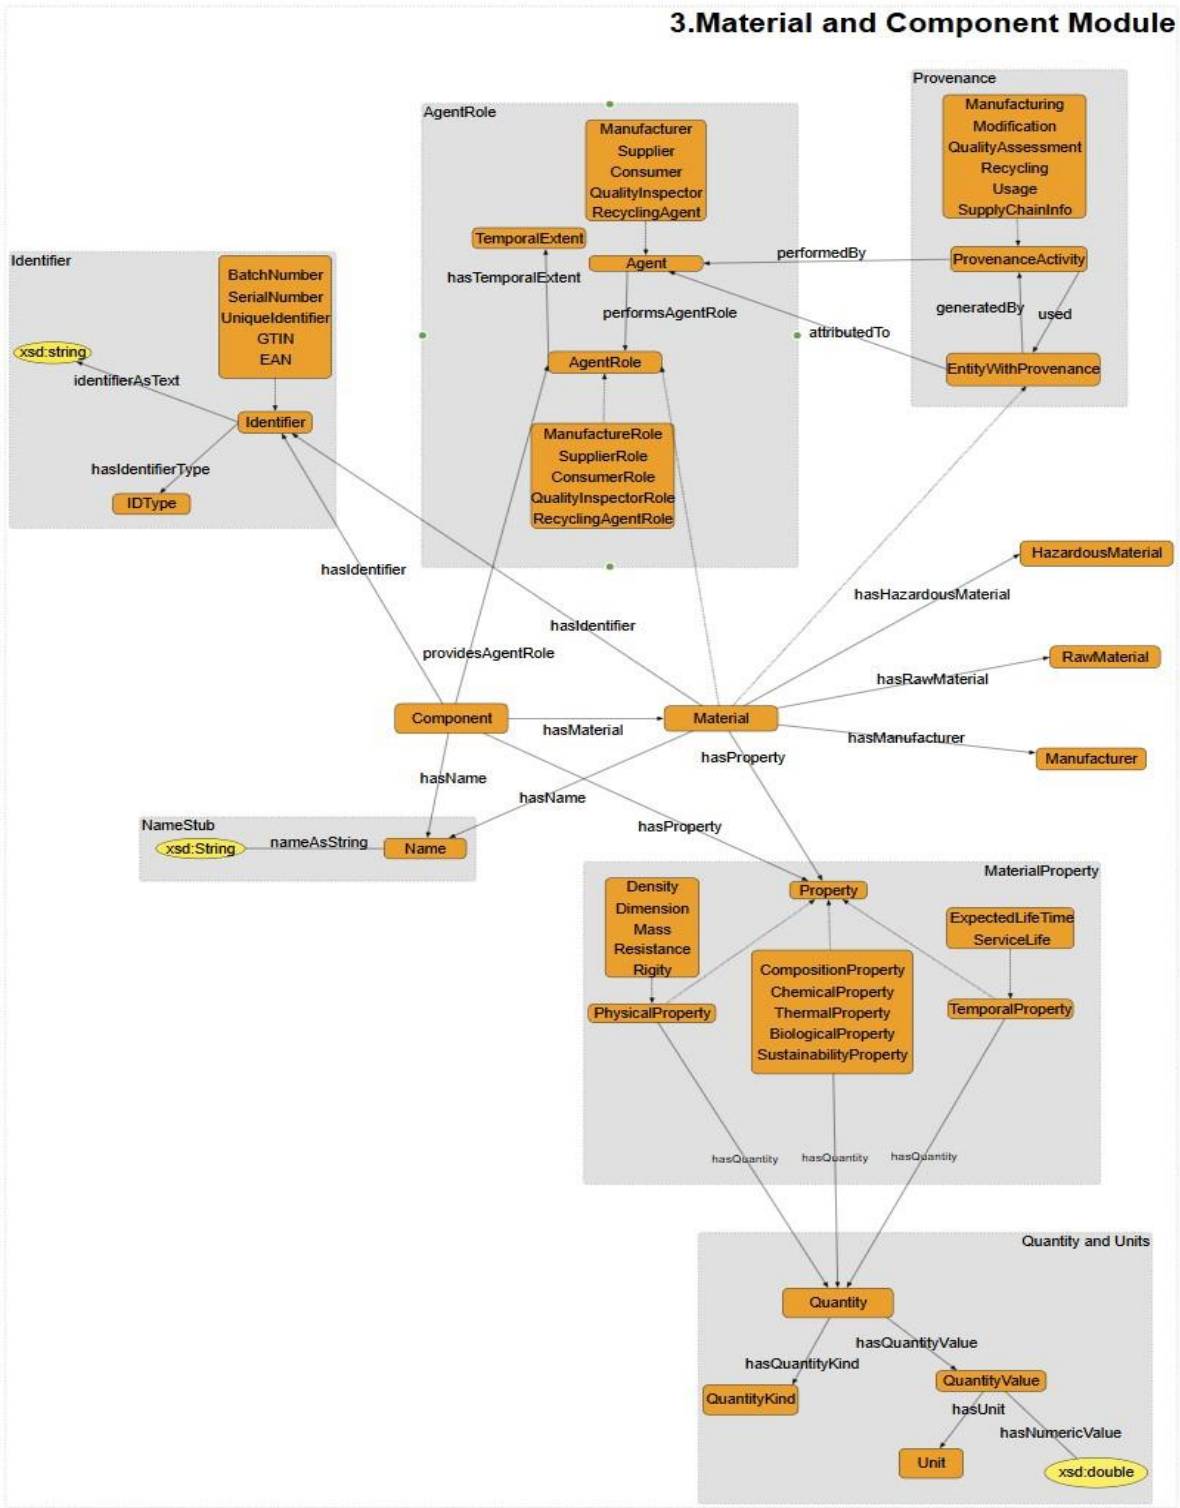 3.Material and Component Module
Provenance
Manufacturing
Modification
QualityAssessment
Recycling
Usage
SupplyChainInfo
ProvenanceActivity
generatedBy
used
EntityWithProvenance
performedBy
attributedTo
AgentRole
Manufacturer
Supplier
Consumer
QualityInspector
RecyclingAgent
TemporalExtent
Agent
hasTemporalExtent
performsAgentRole
AgentRole
ManufactureRole
SupplierRole
ConsumerRole
QualityInspectorRole
RecyclingAgentRole
Identifier
BatchNumber
SerialNumber
UniqueIdentifier
GTIN
EAN
xsd:string
identifierAsText
Identifier
hasIdentifierType
IDType
hasIdentifier
hasIdentifier
providesAgentRole
HazardousMaterial
hasHazardousMaterial
RawMaterial
hasRawMaterial
Component
hasMaterial
Material
hasManufacturer
Manufacturer
hasProperty
hasName
hasName
hasProperty
NameStub
xsd:String
nameAsString
Name
MaterialProperty
Property
Density
Dimension
Mass
Resistance
Rigity
PhysicalProperty
CompositionProperty
ChemicalProperty
ThermalProperty
BiologicalProperty
SustainabilityProperty
ExpectedLifeTime
ServiceLife
TemporalProperty
hasQuantity
hasQuantity
hasQuantity
Quantity and Units
Quantity
hasQuantityValue
hasQuantityKind
QuantityKind
QuantityValue
hasUnit
hasNumericValue
Unit
xsd:double